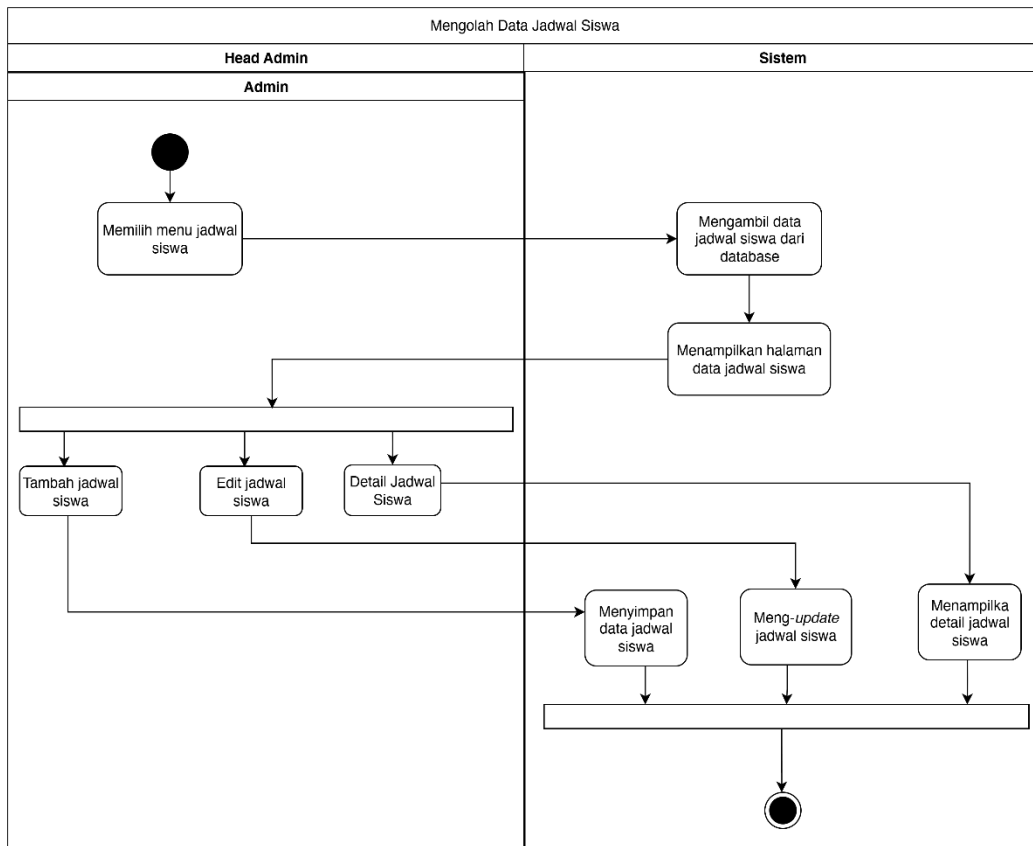 Mengolah Data Jadwal Siswa
Head Admin
Sistem
Admin
Memilih menu jadwal
siswa
Mengambil data
jadwal siswa dari
database
Menampilkan halaman
data jadwal siswa
Tambah jadwal
siswa
Edit jadwal
siswa
Detail Jadwal
Siswa
Menyimpan
data jadwal
siswa
Meng-update
jadwal siswa
Menampilka
detail jadwal
siswa